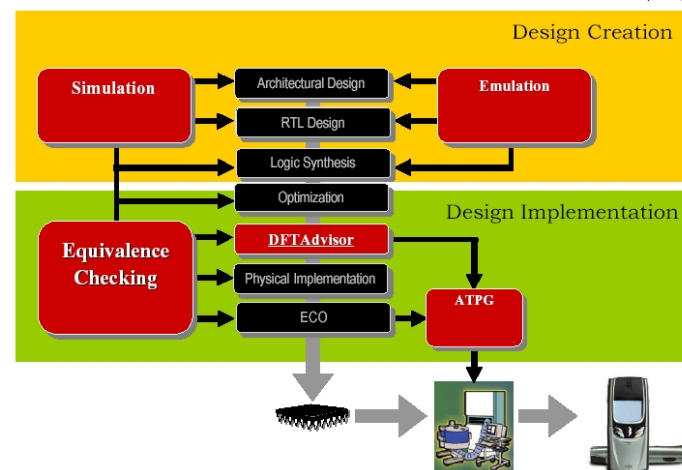 Design Creation
Simulation
Architectural Design
Emulation
RTL Design
Logic Synthesis
Optimization
Design Implementation
Equivalence
Checking
DFTAdvisor
Physical Implementation
ATPG
ECO